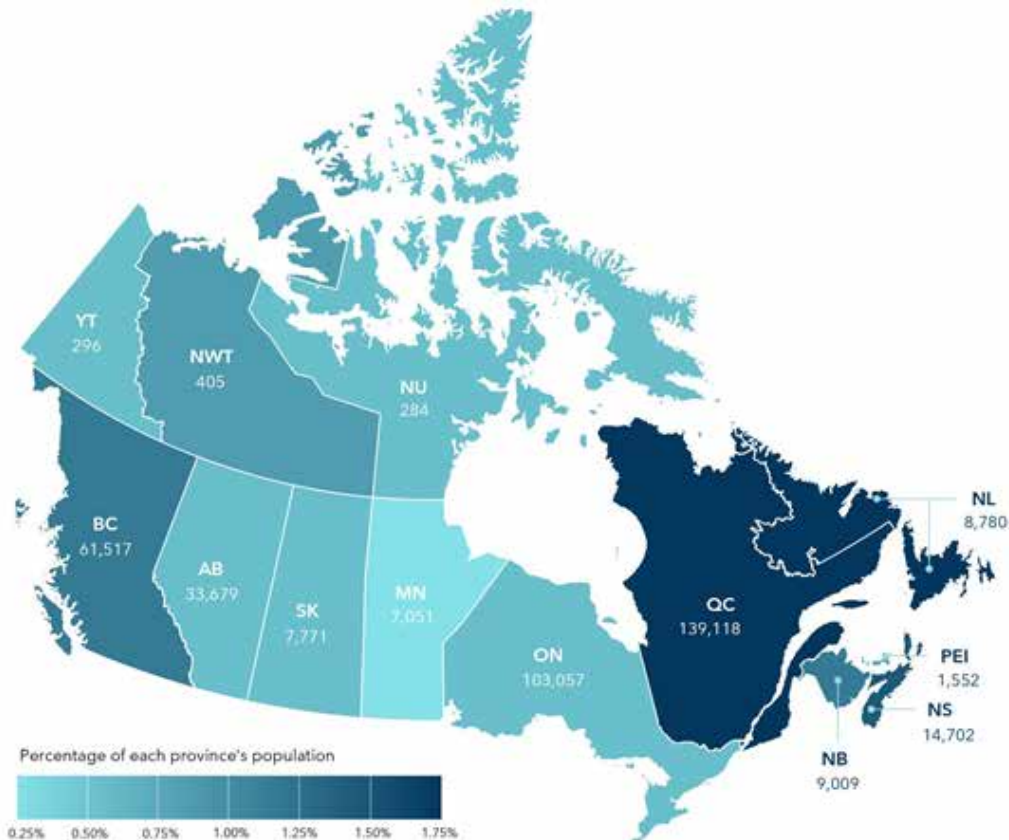 YT
296
NWT
405
NU
284
BC
61,517
AB
33,679
SK
7,771
MN
7,051
ON
103,057
QC
139,118
NL
8,780
PEI
1,552
NS
14,702
NB
9,009
Percentage of each province's population
0.25% 0.50% 0.75% 1.00% 1.25% 1.50% 1.75%